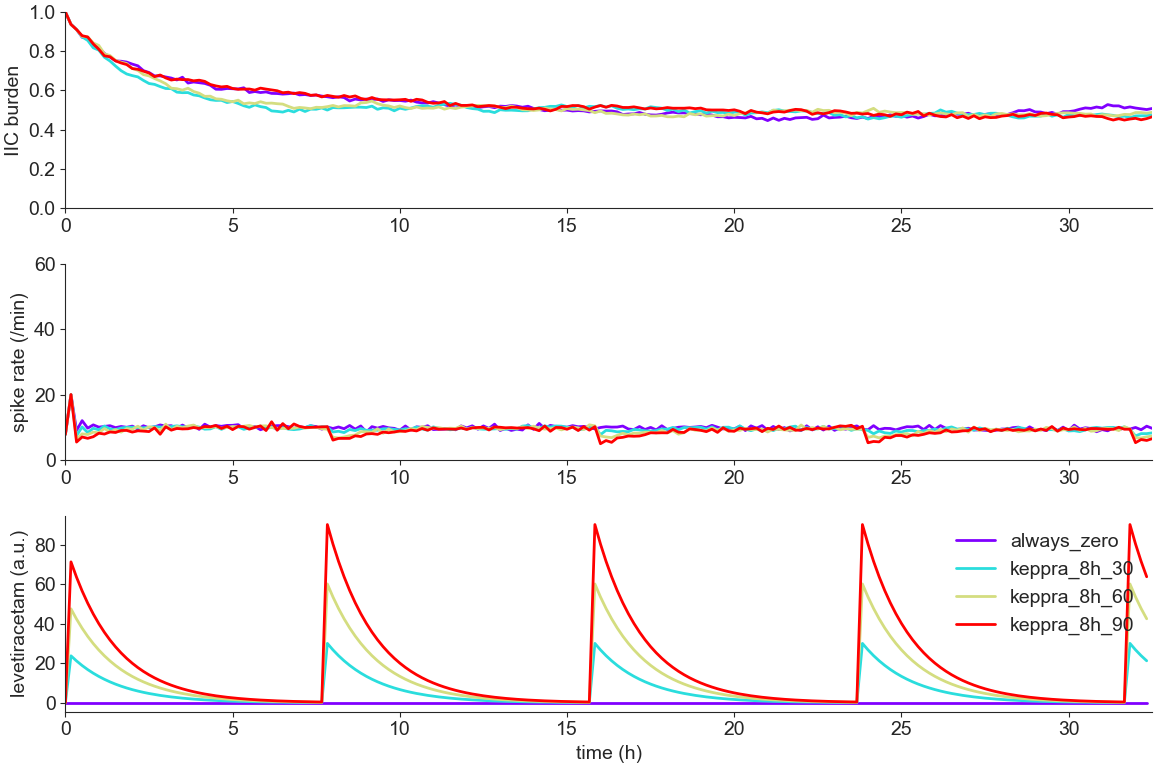 IIC burden
1.0
0.8
0.6
0.4
0.2
0.0
0 5 10 15 20 25 30
spike rate (/min)
60
40
20
0
0 5 10 15 20 25 30
levetiracetam (a.u.)
80
60
40
20
0
always_zero
keppra_8h_30
keppra_8h_60
keppra_8h_90
0 5 10 15 20 25 30
time (h)